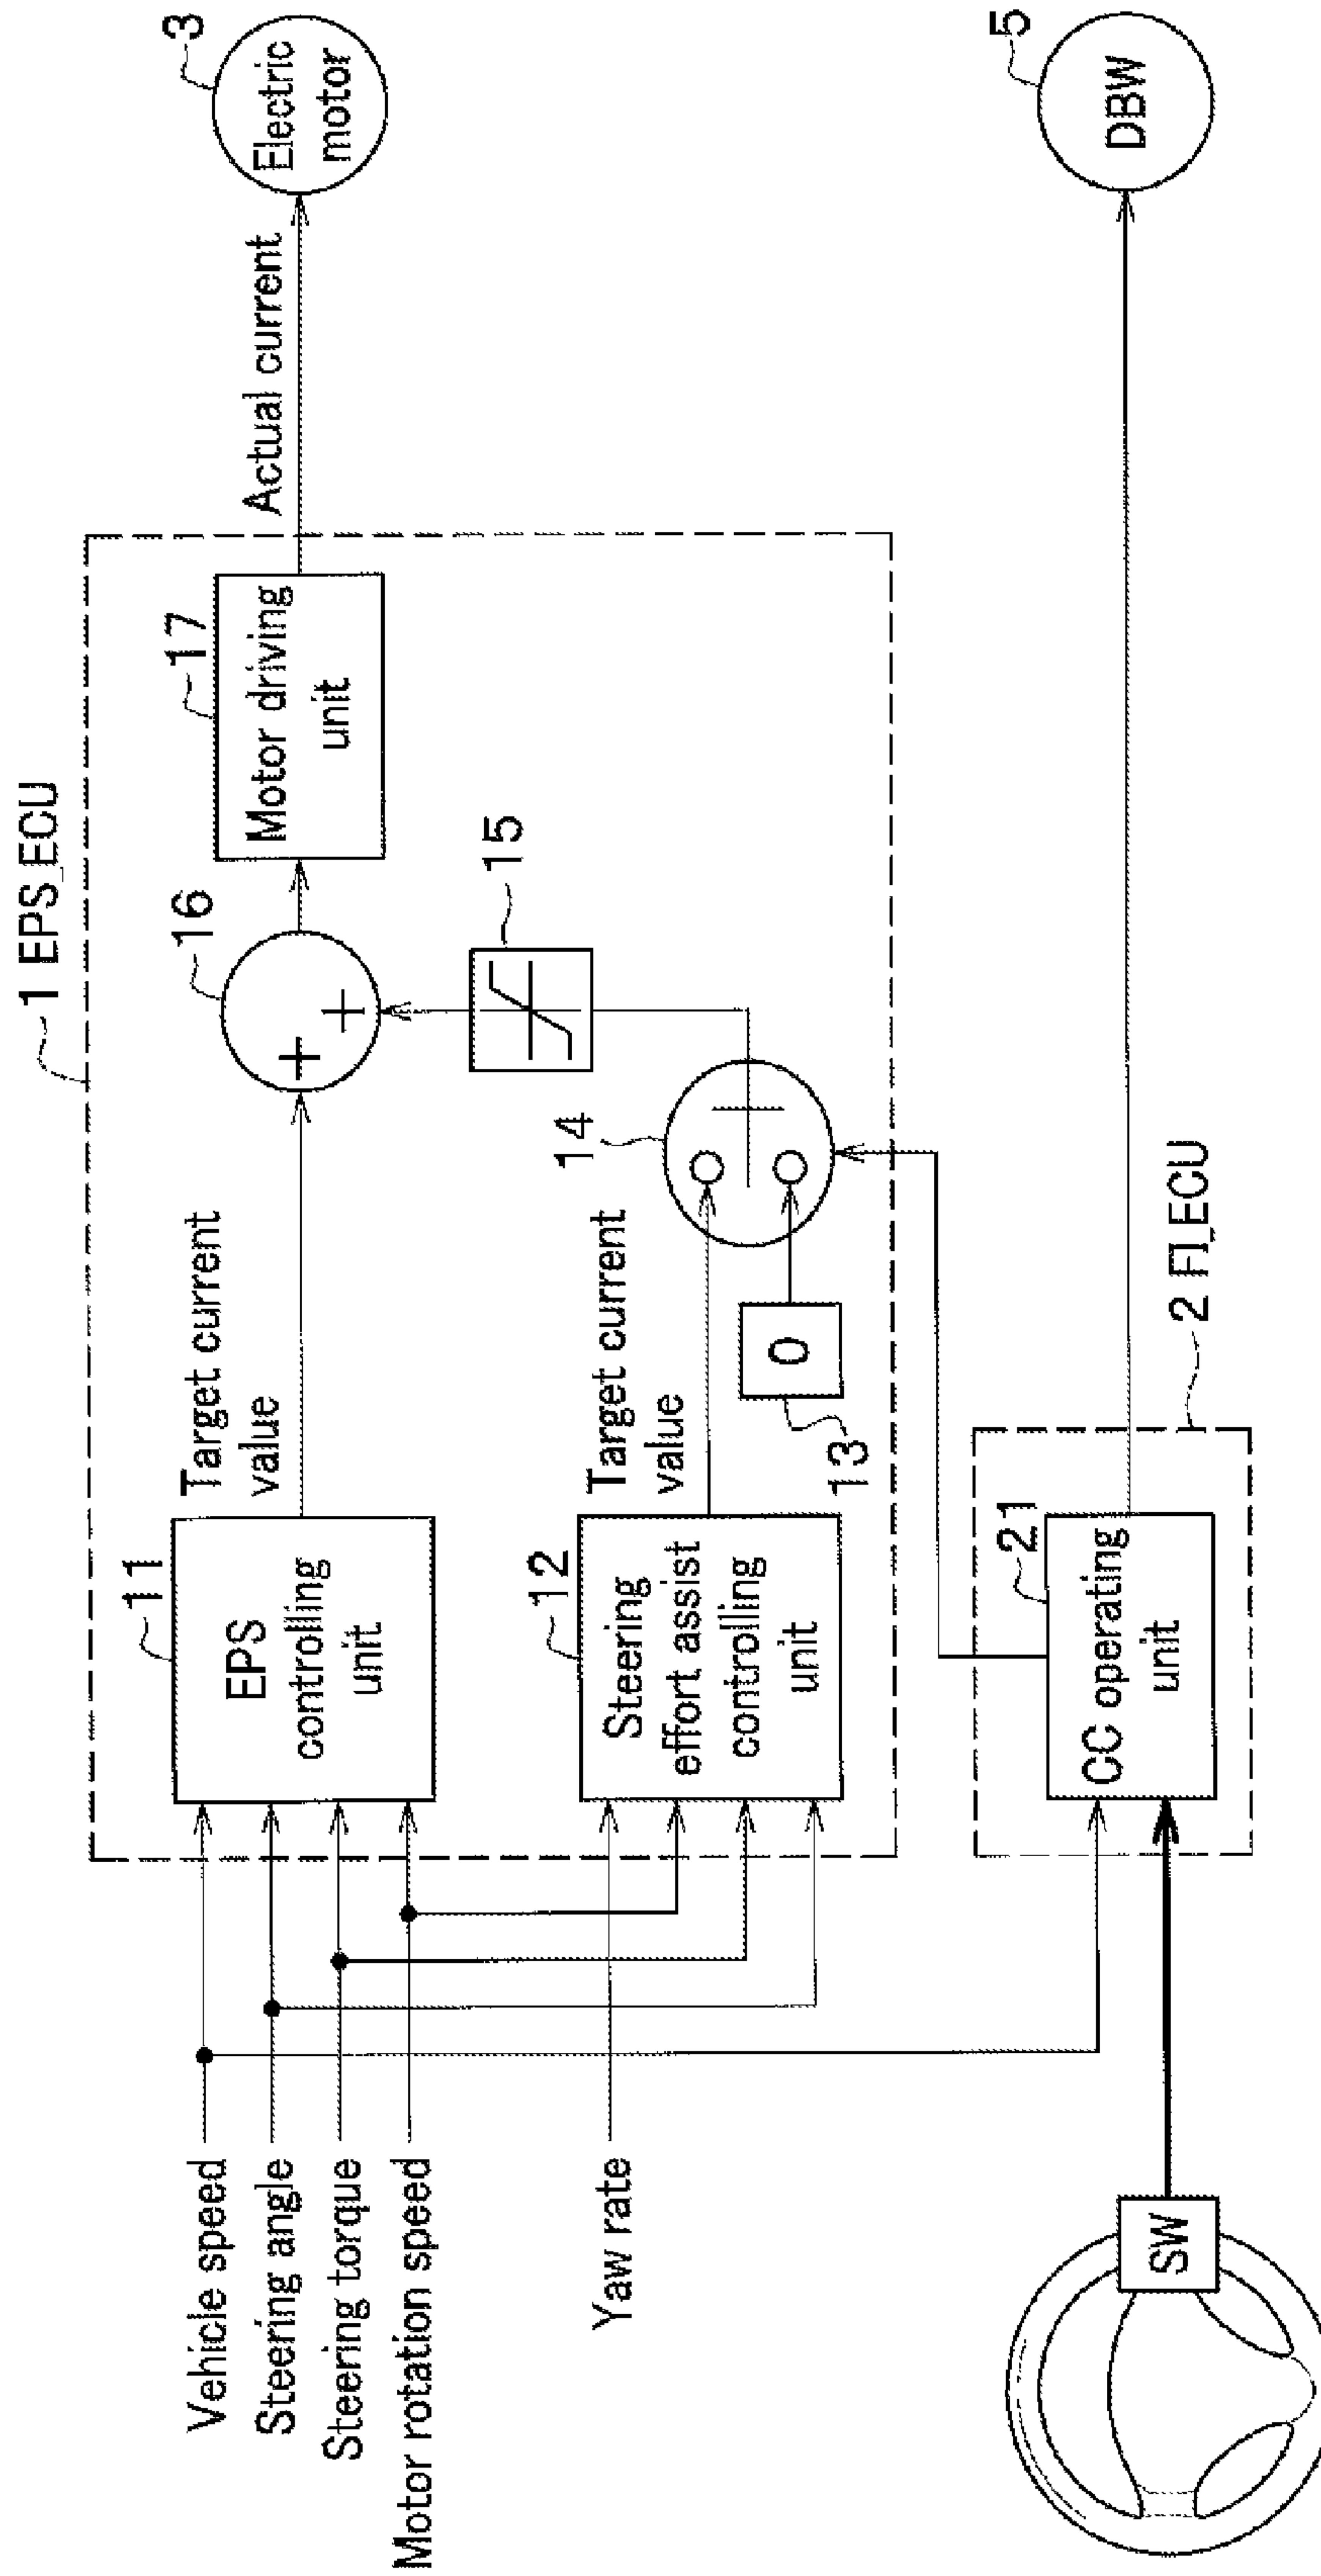 1 EPS_ECU
11
EPS
controlling
unit
Target current
value
16
+
+
17
Motor driving
unit
Actual current
3
Electric
motor
Vehicle speed
Steering angle
Steering torque
Motor rotation speed
Yaw rate
12
Steering
effort assist
controlling
unit
Target current
value
13
0
14
15
2 FI_ECU
21
CC operating
unit
SW
5
DBW